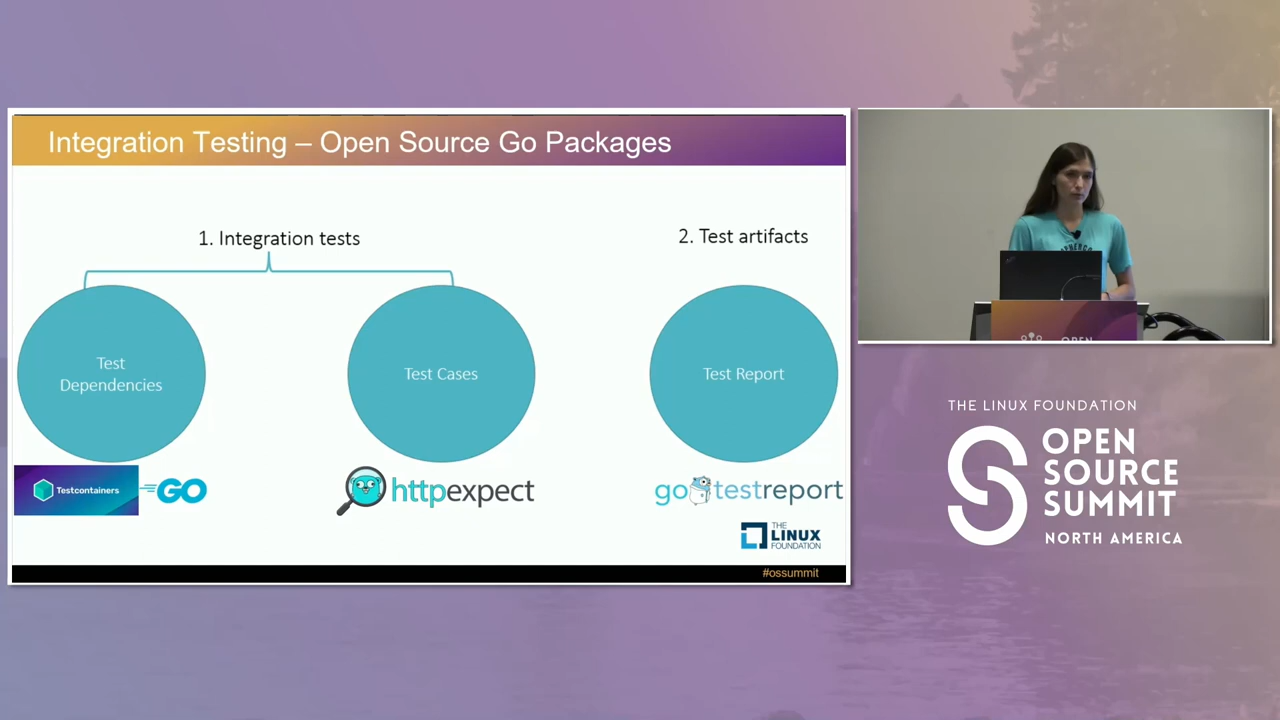 Integration Testing – Open Source Go Packages
1. Integration tests
2. Test artifacts
Test
Dependencies
Test Cases
Test Report
Testcontainers
GO
httpexpect
go testreport
THE
LINUX
FOUNDATION
#ossummit
OPEN
THE LINUX FOUNDATION
OPEN
SOURCE
SUMMIT
NORTH AMERICA